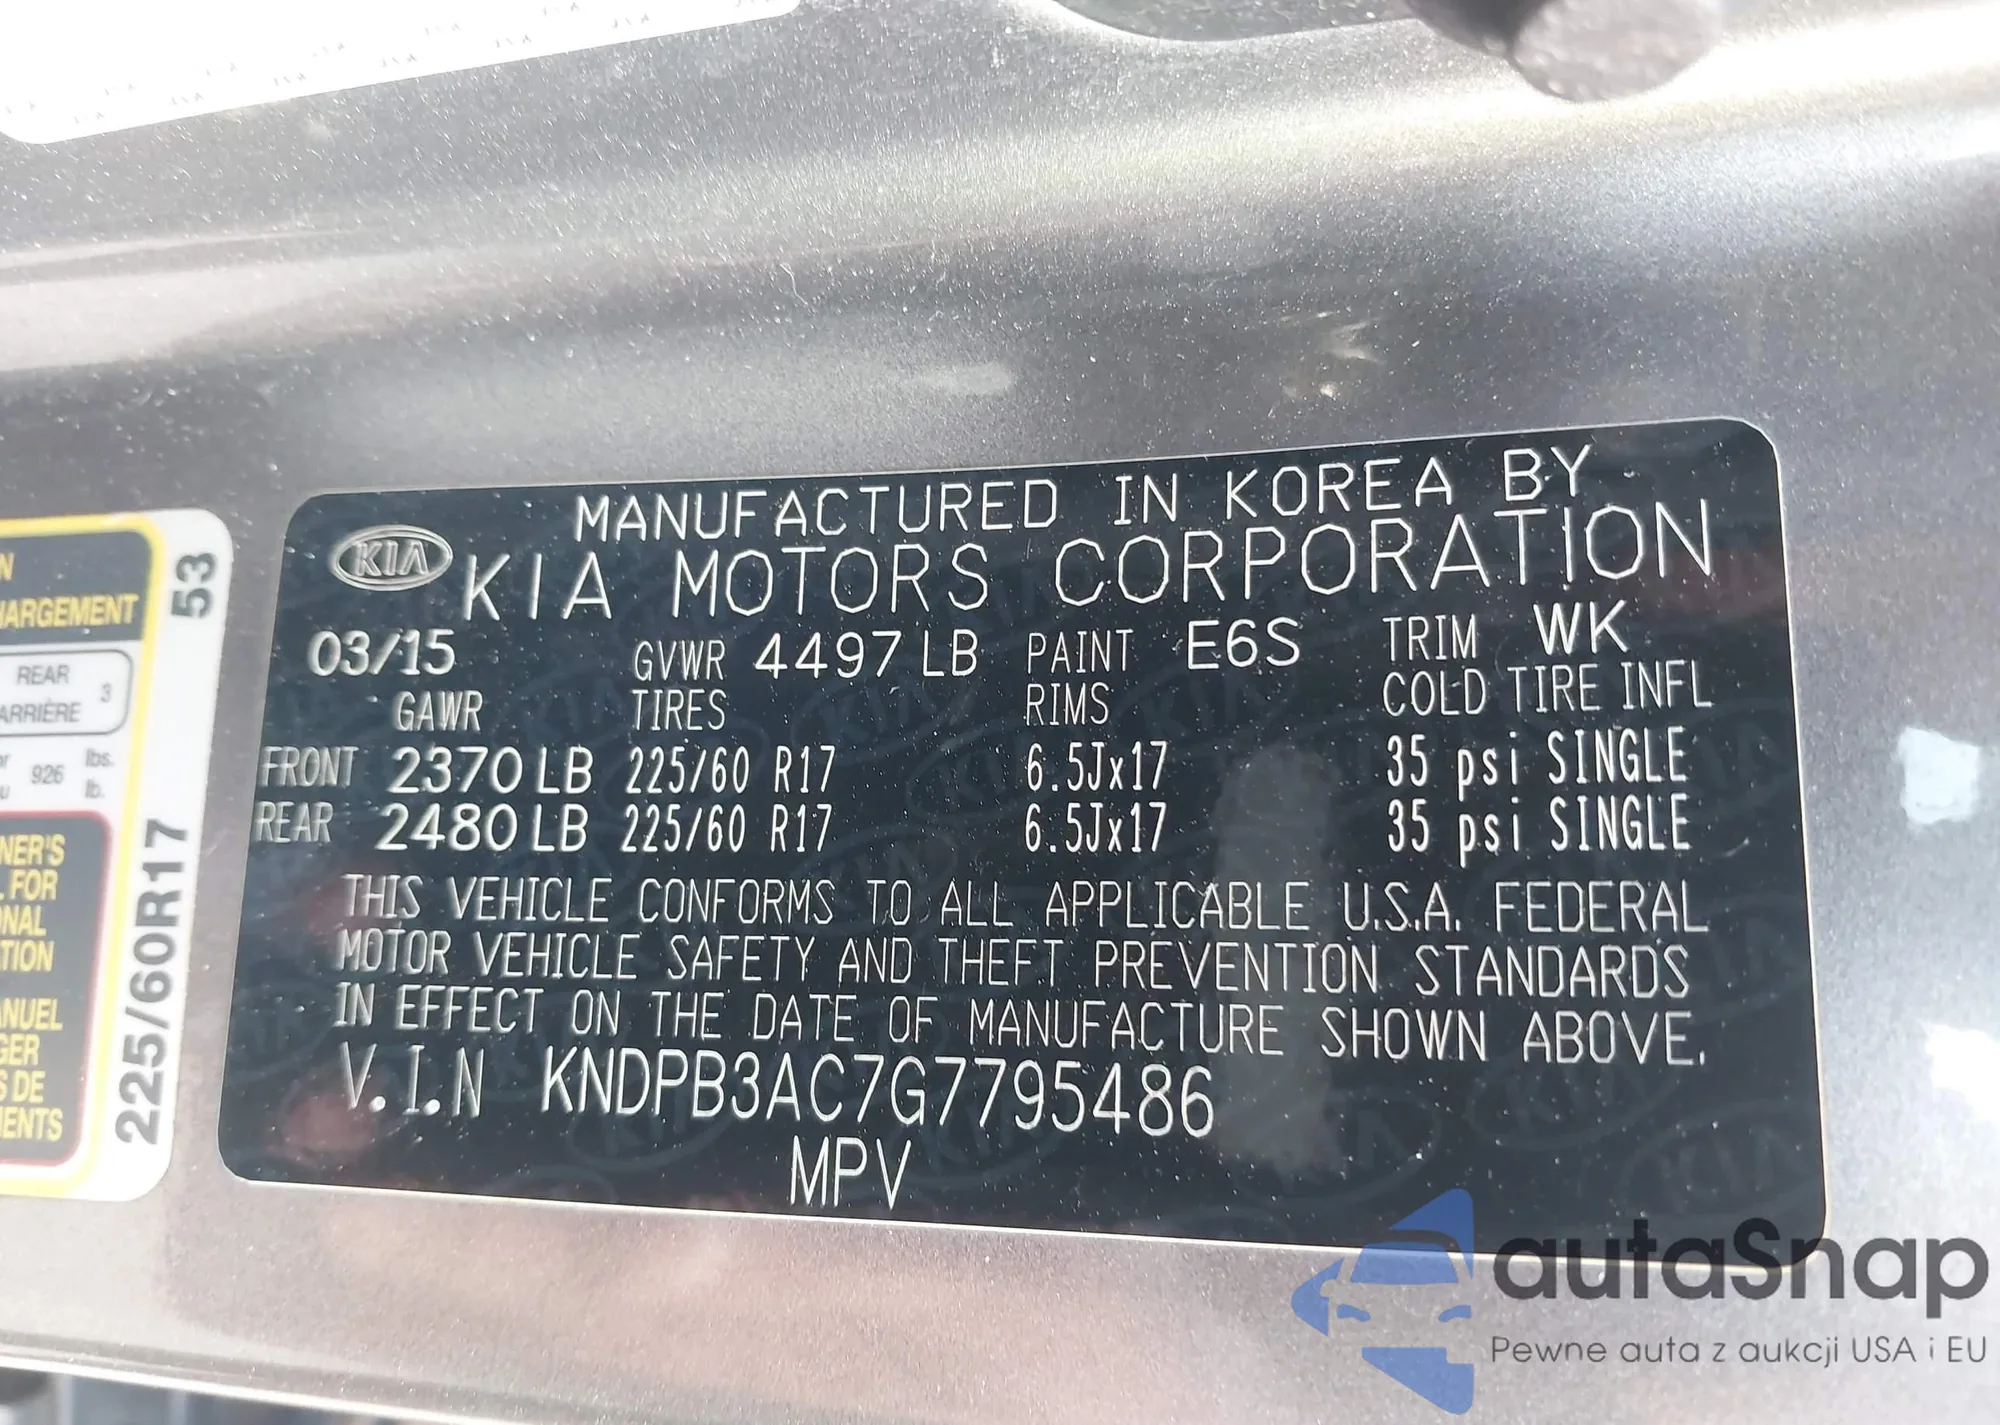 MANUFACTURED IN KOREA BY
KIA KIA MOTORS CORPORATION
03/15 GVWR 4497 LB PAINT E6S TRIM WK
GAWR TIRES RIMS COLD TIRE INFL
FRONT 2370 LB 225/60 R17 6.5Jx17 35 psi SINGLE
REAR 2480 LB 225/60 R17 6.5Jx17 35 psi SINGLE
THIS VEHICLE CONFORMS TO ALL APPLICABLE U.S.A. FEDERAL
MOTOR VEHICLE SAFETY AND THEFT PREVENTION STANDARDS
IN EFFECT ON THE DATE OF MANUFACTURE SHOWN ABOVE.
V.I.N KNDPB3AC7G7795486
MPV
53
225/60R17
REAR 3
926 lbs.
lb.
DE
FOR
autaSnap
Pewne auta z aukcji USA i EU